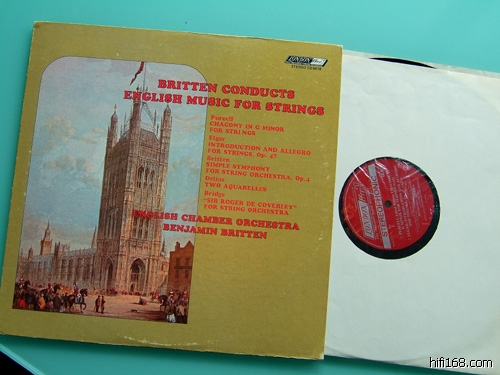 LONDON
BRITTEN CONDUCTS
ENGLISH MUSIC FOR STRINGS
Purcell
CHACONY IN G MINOR
FOR STRINGS
Elgar
INTRODUCTION AND ALLEGRO
FOR STRINGS, Op. 47
Britten
SIMPLE SYMPHONY
FOR STRING ORCHESTRA, Op.4
Delius
TWO AQUARELLES
Bridge
"SIR ROGER DE COVERLEY"
FOR STRING ORCHESTRA
ENGLISH CHAMBER ORCHESTRA
BENJAMIN BRITTEN
LONDON
STEREOPHONIC
hifi168.com